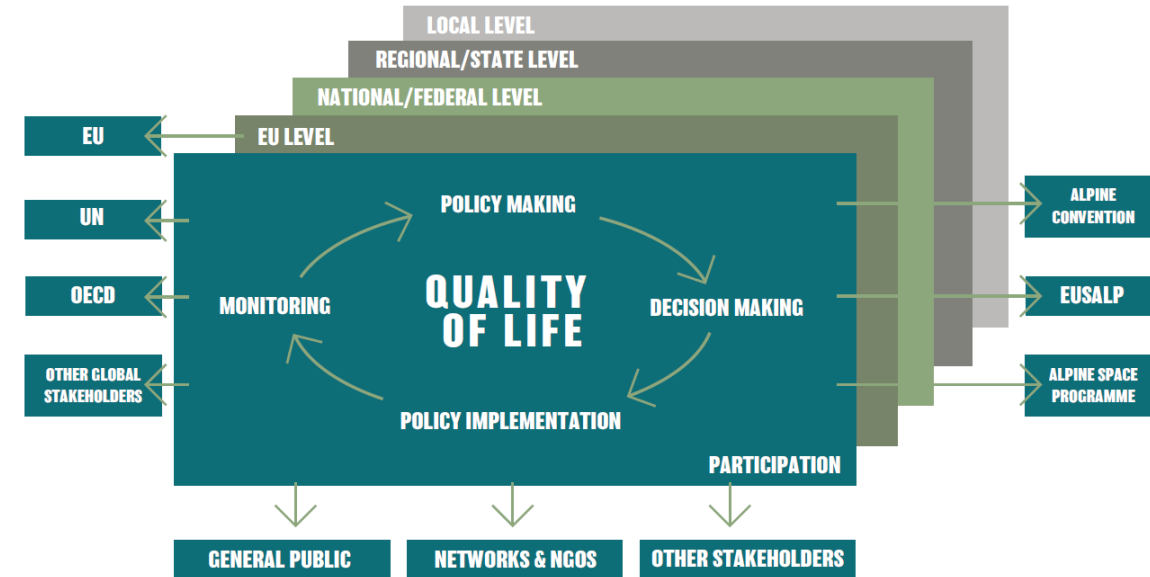 LOCAL LEVEL
REGIONAL/STATE LEVEL
NATIONAL/FEDERAL LEVEL
EU LEVEL
EU
UN
OECD
OTHER GLOBAL
STAKEHOLDERS
POLICY MAKING
MONITORING
QUALITY
OF LIFE
DECISION MAKING
POLICY IMPLEMENTATION
PARTICIPATION
ALPINE
CONVENTION
EUSALP
ALPINE SPACE
PROGRAMME
GENERAL PUBLIC
NETWORKS & NGOS
OTHER STAKEHOLDERS